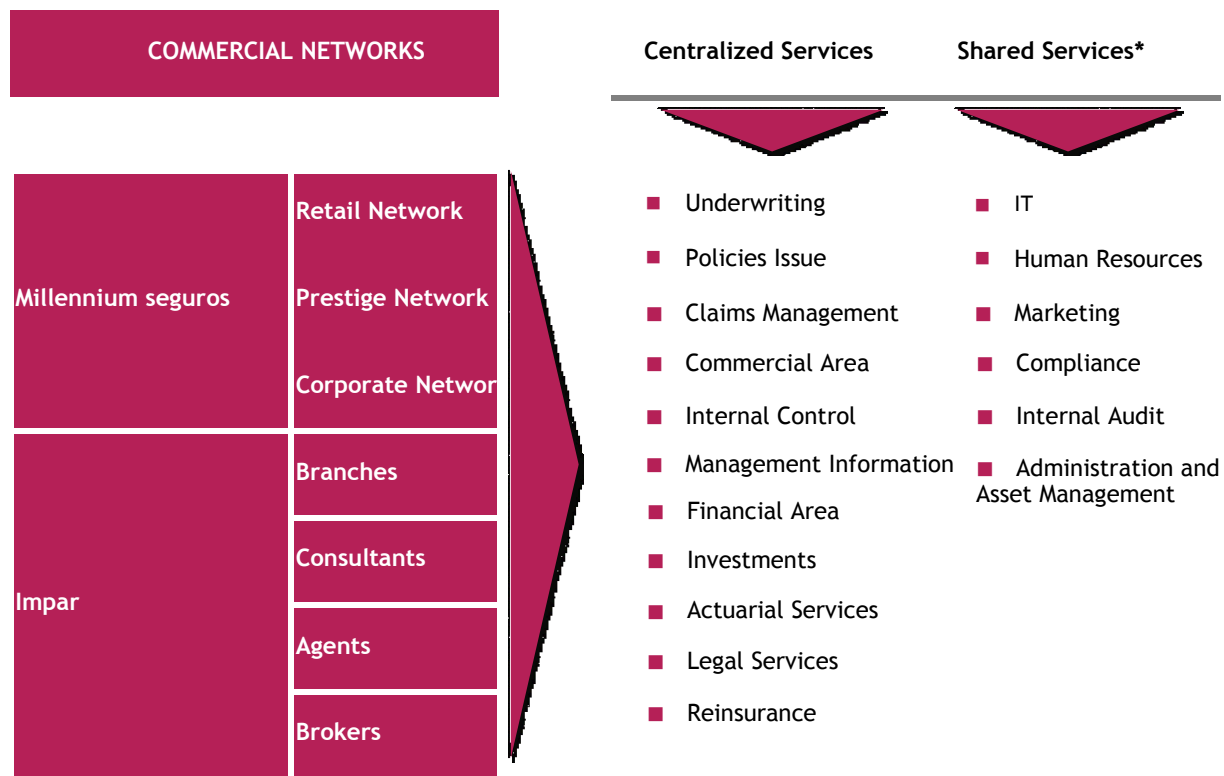 COMMERCIAL NETWORKS
Centralized Services
Shared Services*
Millennium seguros
Retail Network
Prestige Network
Corporate Networ
Impar
Branches
Consultants
Agents
Brokers
■ Underwriting
■ Policies Issue
■ Claims Management
■ Commercial Area
■ Internal Control
■ Management Information
■ Financial Area
■ Investments
■ Actuarial Services
■ Legal Services
■ Reinsurance
■ IT
■ Human Resources
■ Marketing
■ Compliance
■ Internal Audit
■ Administration and
Asset Management